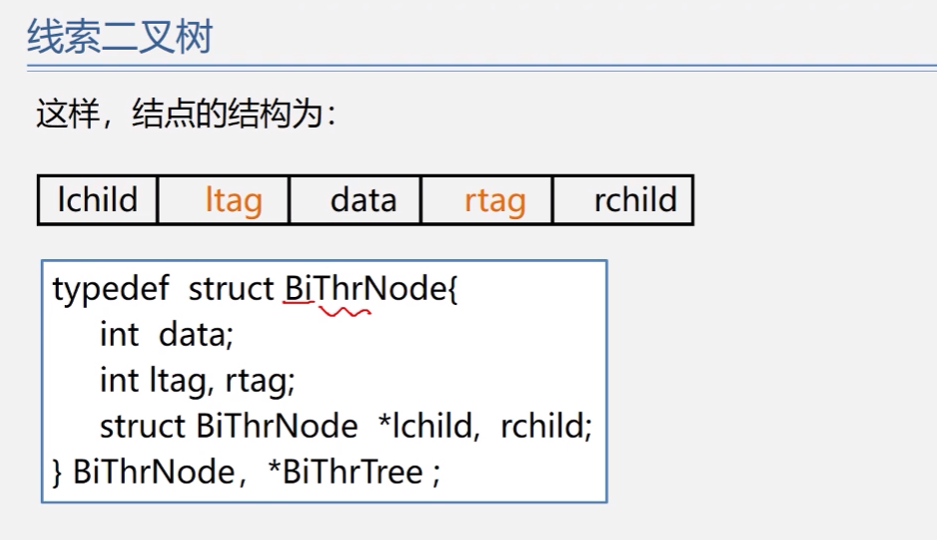 线索二叉树
这样，结点的结构为：
lchild ltag data rtag rchild
typedef struct BiThrNode{
int data;
int ltag, rtag;
struct BiThrNode *lchild, rchild;
} BiThrNode，*BiThrTree ;